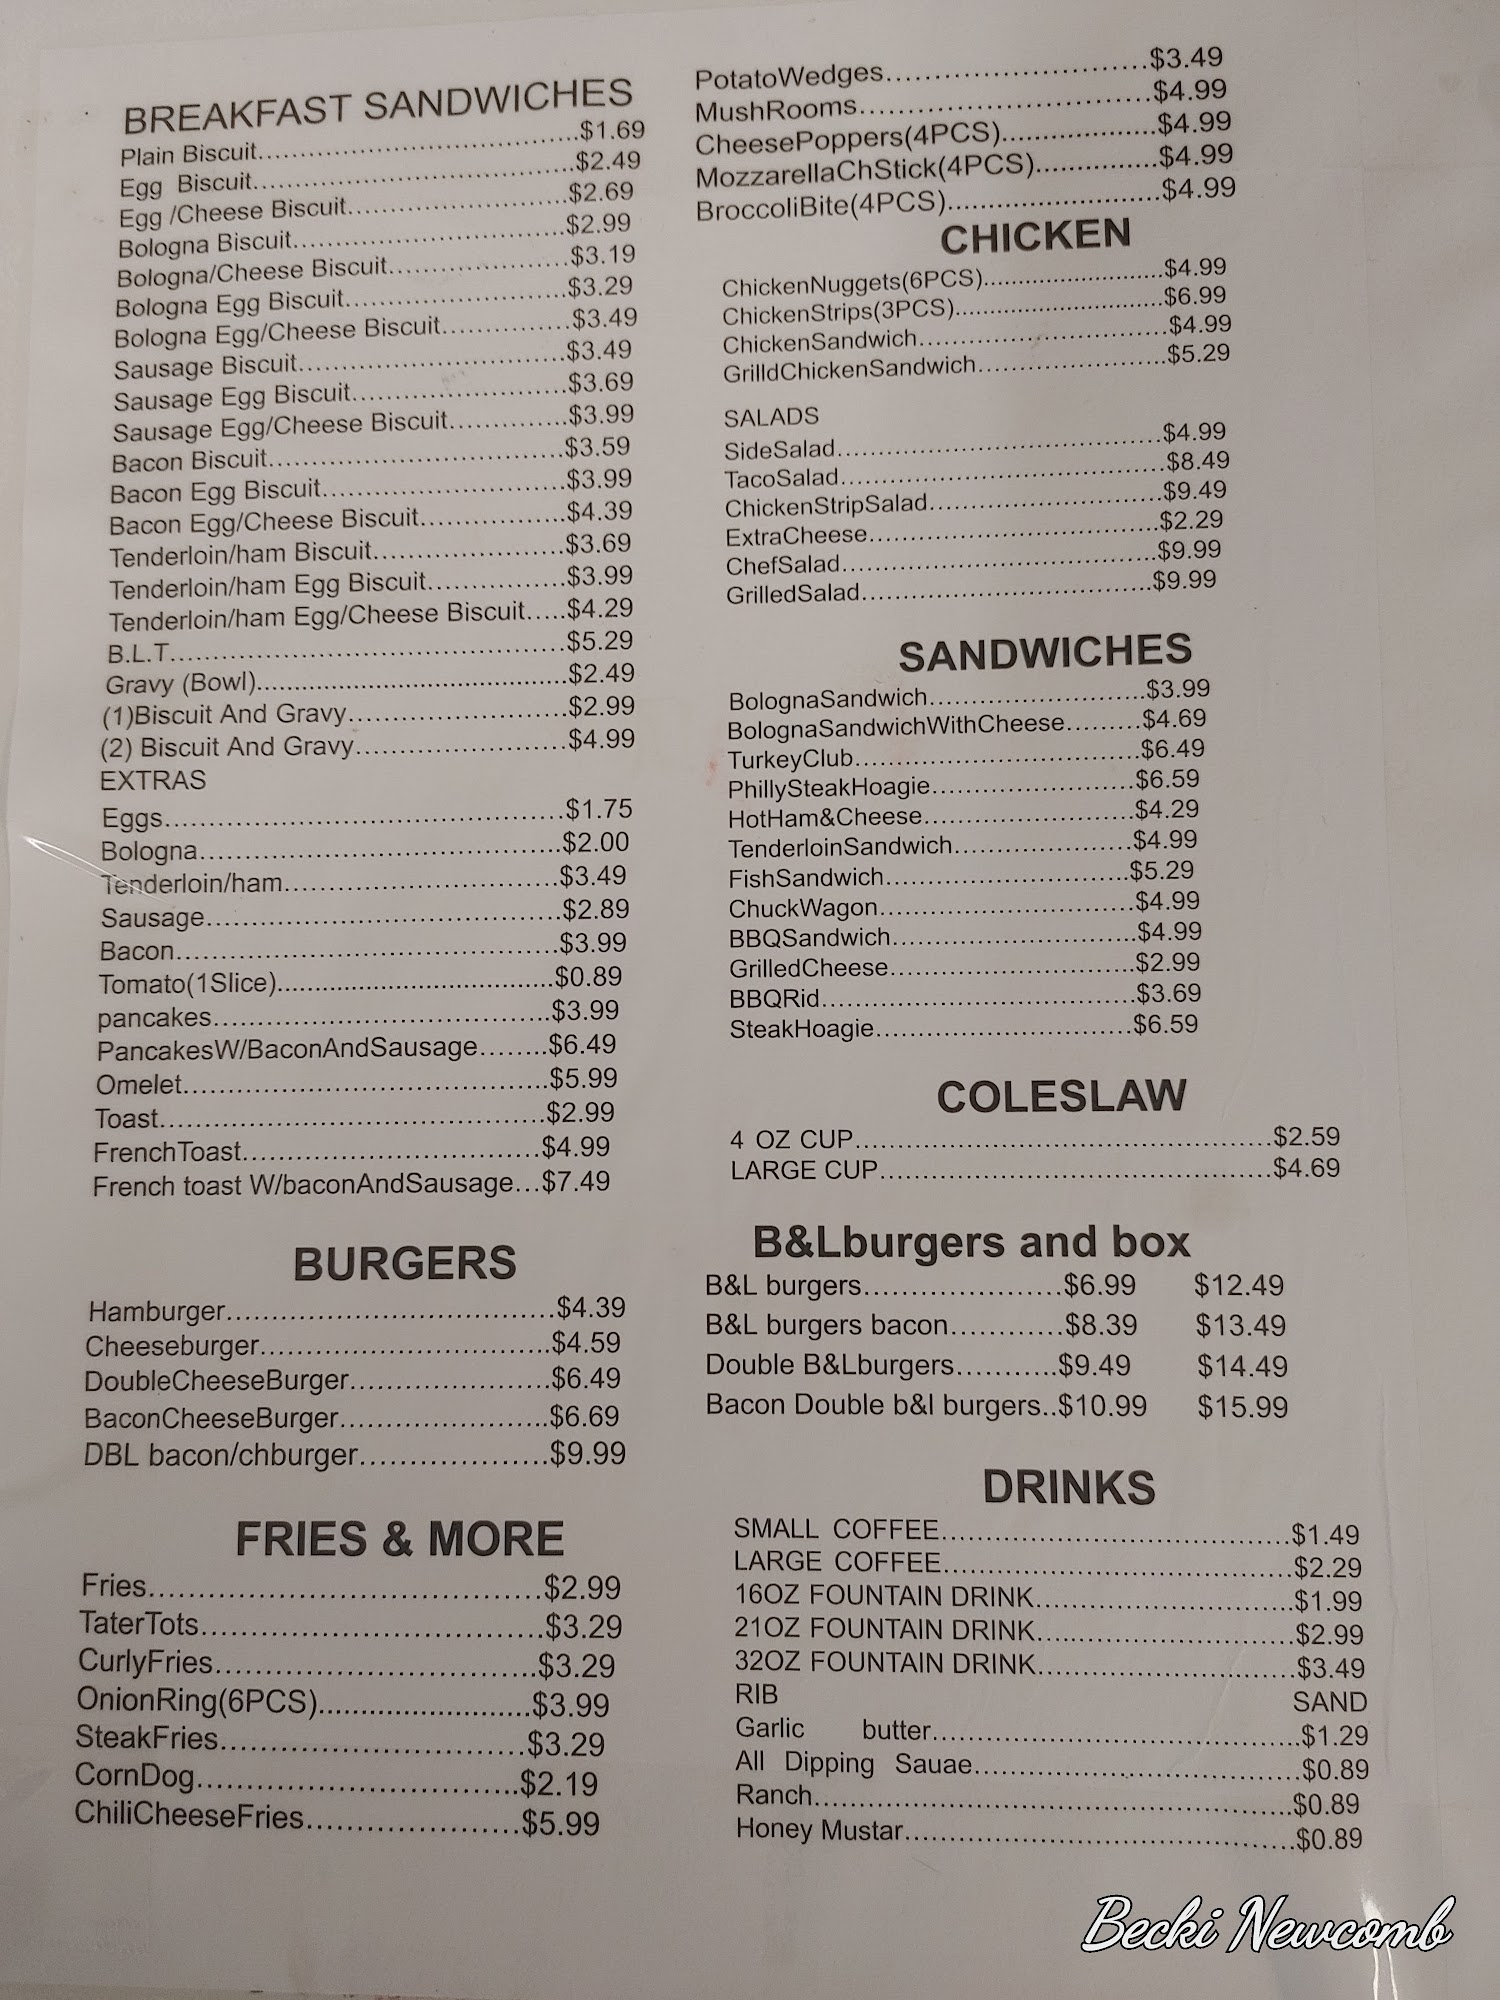 BREAKFAST SANDWICHES
Plain Biscuit..............................$1.69
Egg Biscuit..............................$2.49
Egg /Cheese Biscuit....................$2.69
Bologna Biscuit.........................$2.99
Bologna/Cheese Biscuit................$3.19
Bologna Egg Biscuit....................$3.29
Bologna Egg/Cheese Biscuit............$3.49
Sausage Biscuit.........................$3.49
Sausage Egg Biscuit....................$3.69
Sausage Egg/Cheese Biscuit............$3.99
Bacon Biscuit...........................$3.59
Bacon Egg Biscuit......................$3.99
Bacon Egg/Cheese Biscuit..............$4.39
Tenderloin/ham Biscuit.................$3.69
Tenderloin/ham Egg Biscuit............$3.99
Tenderloin/ham Egg/Cheese Biscuit.....$4.29
B.L.T......................................$5.29
Gravy (Bowl)............................$2.49
(1)Biscuit And Gravy....................$2.99
(2) Biscuit And Gravy...................$4.99
EXTRAS
Eggs......................................$1.75
Bologna..................................$2.00
Tenderloin/ham.........................$3.49
Sausage..................................$2.89
Bacon.....................................$3.99
Tomato(1Slice).........................$0.89
pancakes.................................$3.99
PancakesW/BaconAndSausage........$6.49
Omelet...................................$5.99
Toast.....................................$2.99
FrenchToast.............................$4.99
French toast W/baconAndSausage...$7.49
BURGERS
Hamburger..............................$4.39
Cheeseburger...........................$4.59
DoubleCheeseBurger...................$6.49
BaconCheeseBurger....................$6.69
DBL bacon/chburger...................$9.99
FRIES & MORE
Fries.....................................$2.99
TaterTots................................$3.29
CurlyFries...............................$3.29
OnionRing(6PCS).......................$3.99
SteakFries..............................$3.29
CornDog.................................$2.19
ChiliCheeseFries.......................$5.99
PotatoWedges..........................$3.49
MushRooms.............................$4.99
CheesePoppers(4PCS)................$4.99
MozzarellaChStick(4PCS).............$4.99
BroccoliBite(4PCS).....................$4.99
CHICKEN
ChickenNuggets(6PCS)................$4.99
ChickenStrips(3PCS)..................$6.99
ChickenSandwich......................$4.99
GrilldChickenSandwich................$5.29
SALADS
SideSalad...............................$4.99
TacoSalad...............................$8.49
ChickenStripSalad.....................$9.49
ExtraCheese............................$2.29
ChefSalad...............................$9.99
GrilledSalad.............................$9.99
SANDWICHES
BolognaSandwich......................$3.99
BolognaSandwichWithCheese.........$4.69
TurkeyClub..............................$6.49
PhillySteakHoagie.....................$6.59
HotHam&Cheese......................$4.29
TenderloinSandwich...................$4.99
FishSandwich..........................$5.29
ChuckWagon...........................$4.99
BBQSandwich..........................$4.99
GrilledCheese..........................$2.99
BBQRid.................................$3.69
SteakHoagie............................$6.59
COLESLAW
4 OZ CUP................................$2.59
LARGE CUP..............................$4.69
B&Lburgers and box
B&L burgers......................$6.99 $12.49
B&L burgers bacon............$8.39 $13.49
Double B&Lburgers...........$9.49 $14.49
Bacon Double b&l burgers..$10.99 $15.99
DRINKS
SMALL COFFEE.........................$1.49
LARGE COFFEE.........................$2.29
16OZ FOUNTAIN DRINK...............$1.99
21OZ FOUNTAIN DRINK...............$2.99
32OZ FOUNTAIN DRINK...............$3.49
RIB SAND
Garlic butter............................$1.29
All Dipping Sauae......................$0.89
Ranch....................................$0.89
Honey Mustar..........................$0.89
Becki Newcomb